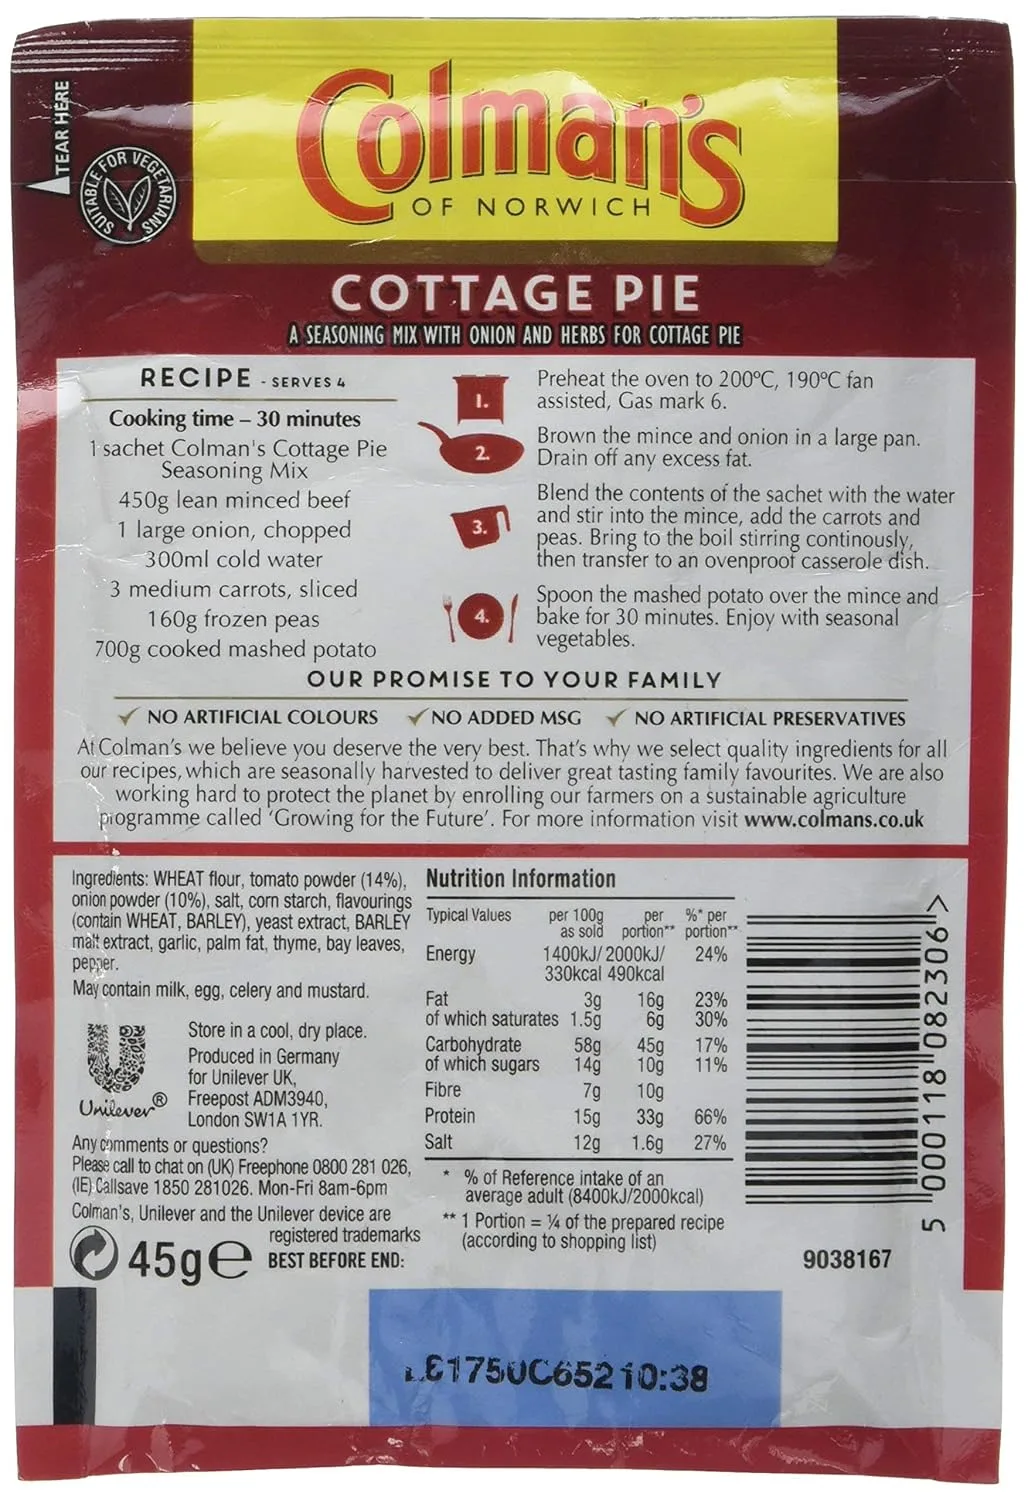 TEAR HERE
SUITABLE FOR VEGETARIANS
Colman's
OF NORWICH
COTTAGE PIE
A SEASONING MIX WITH ONION AND HERBS FOR COTTAGE PIE
RECIPE - SERVES 4
Cooking time – 30 minutes
1 sachet Colman's Cottage Pie
Seasoning Mix
450g lean minced beef
1 large onion, chopped
300ml cold water
3 medium carrots, sliced
160g frozen peas
700g cooked mashed potato
1.
Preheat the oven to 200ºC, 190ºC fan
assisted, Gas mark 6.
2.
Brown the mince and onion in a large pan.
Drain off any excess fat.
3.
Blend the contents of the sachet with the water
and stir into the mince, add the carrots and
peas. Bring to the boil stirring continously,
then transfer to an ovenproof casserole dish.
4.
Spoon the mashed potato over the mince and
bake for 30 minutes. Enjoy with seasonal
vegetables.
OUR PROMISE TO YOUR FAMILY
✓ NO ARTIFICIAL COLOURS ✓ NO ADDED MSG ✓ NO ARTIFICIAL PRESERVATIVES
At Colman's we believe you deserve the very best. That's why we select quality ingredients for all
our recipes, which are seasonally harvested to deliver great tasting family favourites. We are also
working hard to protect the planet by enrolling our farmers on a sustainable agriculture
programme called 'Growing for the Future'. For more information visit www.colmans.co.uk
Ingredients: WHEAT flour, tomato powder (14%),
onion powder (10%), salt, corn starch, flavourings
(contain WHEAT, BARLEY), yeast extract, BARLEY
malt extract, garlic, palm fat, thyme, bay leaves,
pepper.
May contain milk, egg, celery and mustard.
Unilever®
Store in a cool, dry place.
Produced in Germany
for Unilever UK,
Freepost ADM3940,
London SW1A 1YR.
Any comments or questions?
Please call to chat on (UK) Freephone 0800 281 026,
(IE) Callsave 1850 281026. Mon-Fri 8am-6pm
Colman's, Unilever and the Unilever device are
registered trademarks
45g e BEST BEFORE END:
Nutrition Information
Typical Values per 100g per %* per
as sold portion** portion**
Energy 1400kJ/ 2000kJ/ 24%
330kcal 490kcal
Fat 3g 16g 23%
of which saturates 1.5g 6g 30%
Carbohydrate 58g 45g 17%
of which sugars 14g 10g 11%
Fibre 7g 10g
Protein 15g 33g 66%
Salt 12g 1.6g 27%
* % of Reference intake of an
average adult (8400kJ/2000kcal)
** 1 Portion = ¼ of the prepared recipe
(according to shopping list)
5 000118 082306 >
9038167
10:38